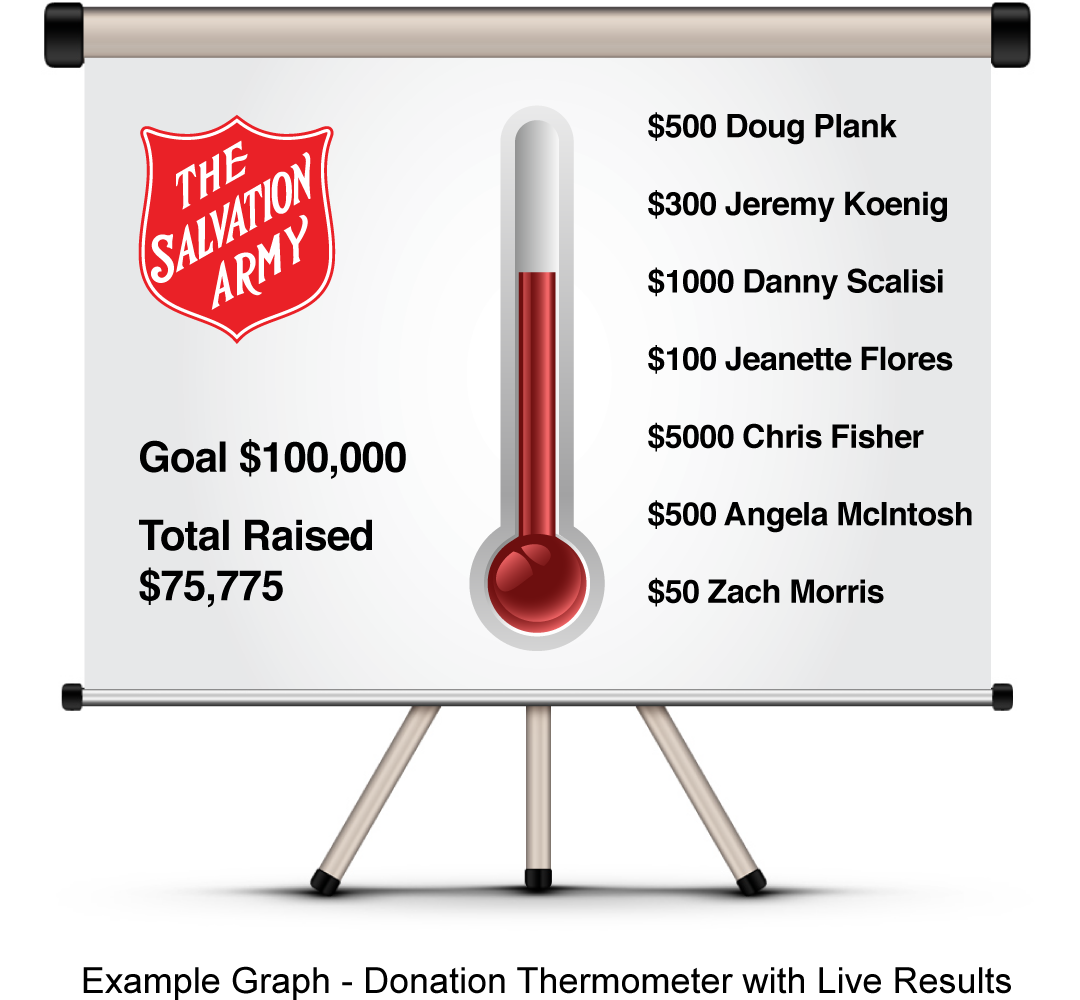 THE
SALVATION
ARMY
Goal $100,000
Total Raised
$75,775
$500 Doug Plank
$300 Jeremy Koenig
$1000 Danny Scalisi
$100 Jeanette Flores
$5000 Chris Fisher
$500 Angela McIntosh
$50 Zach Morris
Example Graph - Donation Thermometer with Live Results